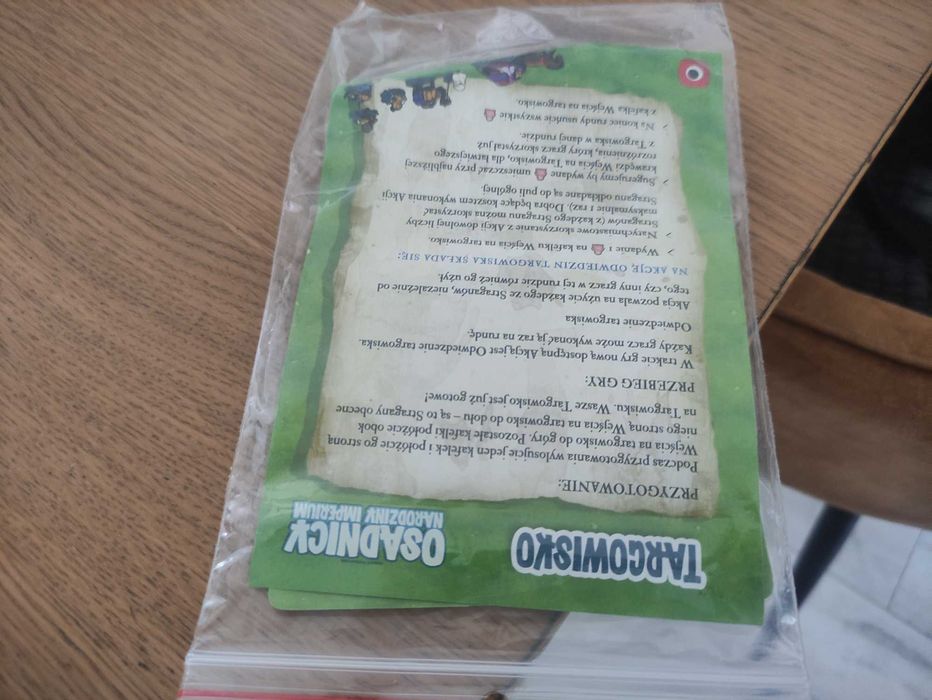 TARGOWISKO
OSADNICY
NARODZINY IMPERIUM
PRZYGOTOWANIE:
Podczas przygotowania wylosujcie jeden kafelek i połóżcie go stroną
Wejścia na targowisko do góry. Pozostałe kafelki połóżcie obok
niego stroną Wejścia na targowisko do dołu – są to Stragany obecne
na Targowisku. Wasze Targowisko jest już gotowe!
PRZEBIEG GRY:
W trakcie gry nową dostępną Akcją jest Odwiedzenie targowiska.
Każdy gracz może wykonać ją raz na rundę.
Odwiedzenie targowiska
Akcja pozwala na użycie każdego ze Straganów, niezależnie od
tego, czy inny gracz w tej rundzie również go użył.
NA AKCJĘ ODWIEDZIN TARGOWISKA SKŁADA SIĘ:
✓ Wydanie 1 na kafelku Wejścia na targowisko.
✓ Natychmiastowe skorzystanie z Akcji dowolnej liczby
Straganów (z każdego Straganu można skorzystać
maksymalnie 1 raz). Dobra będące kosztem wykonania Akcji
Straganu odkładane są do puli ogólnej.
✓ Sugerujemy by wydane umieszczać przy najbliższej
krawędzi Wejścia na Targowisko, dla łatwiejszego
rozróżnienia, który gracz skorzystał już
z Targowiska w danej rundzie.
✓ Na koniec rundy usuńcie wszystkie
z kafelka Wejścia na targowisko.